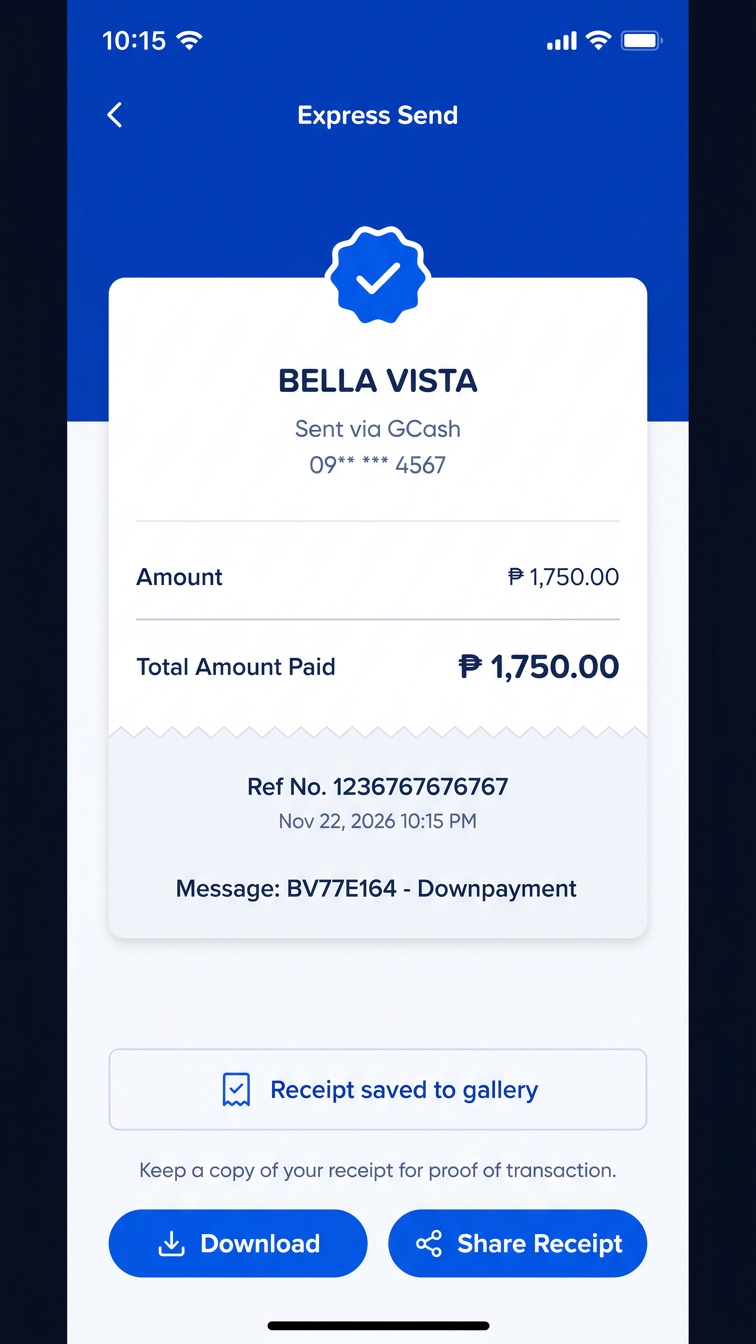 10:15
Express Send
BELLA VISTA
Sent via GCash
09** *** 4567
Amount ₱ 1,750.00
Total Amount Paid ₱ 1,750.00
Ref No. 1236767676767
Nov 22, 2026 10:15 PM
Message: BV77E164 - Downpayment
Receipt saved to gallery
Keep a copy of your receipt for proof of transaction.
Download Share Receipt